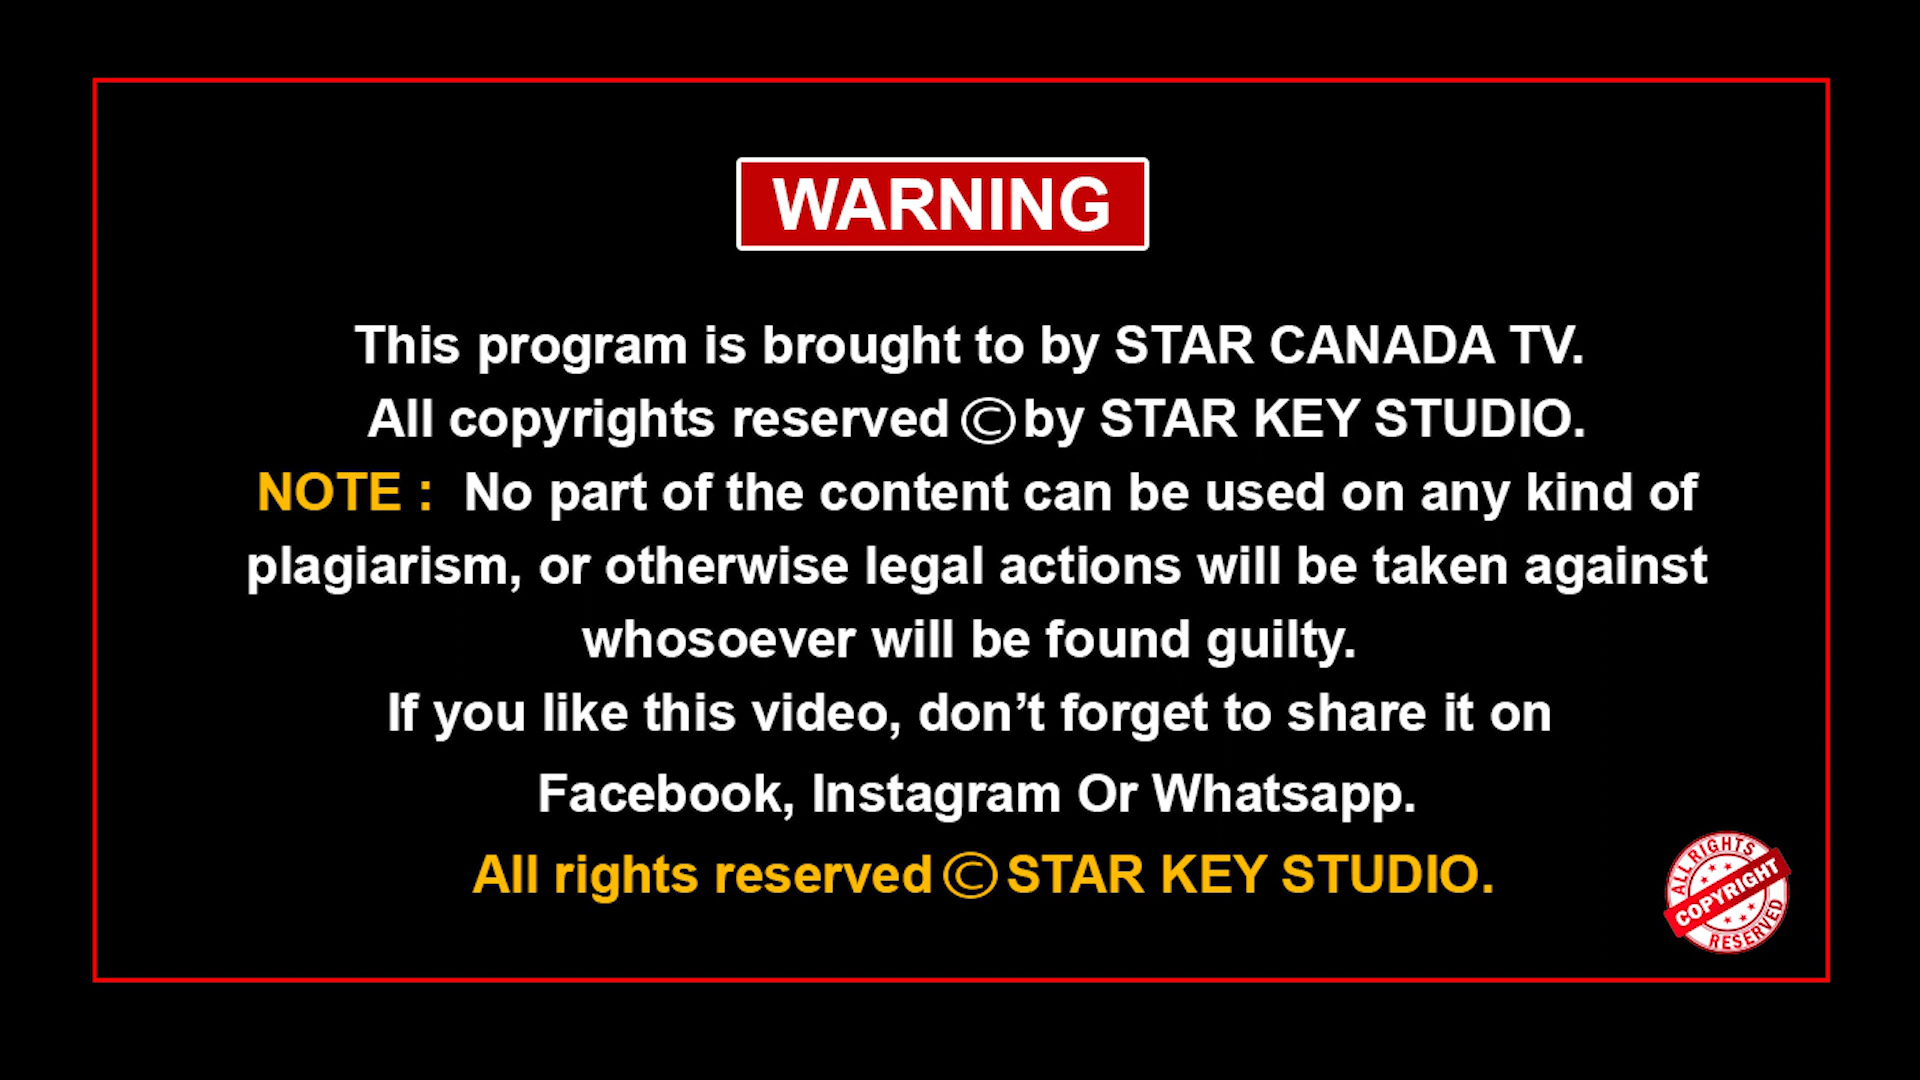 WARNING
This program is brought to by STAR CANADA TV.
All copyrights reserved © by STAR KEY STUDIO.
NOTE : No part of the content can be used on any kind of
plagiarism, or otherwise legal actions will be taken against
whosoever will be found guilty.
If you like this video, don’t forget to share it on
Facebook, Instagram Or Whatsapp.
All rights reserved © STAR KEY STUDIO.
ALL RIGHTS
COPYRIGHT
RESERVED